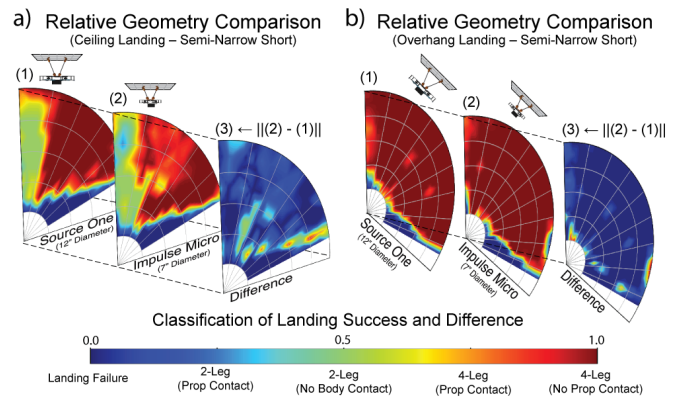 a) Relative Geometry Comparison
(Ceiling Landing – Semi-Narrow Short)
(1)
(2)
(3) ← ||(2) - (1)||
Source One
(12" Diameter)
Impulse Micro
(7" Diameter)
Difference
b) Relative Geometry Comparison
(Overhang Landing – Semi-Narrow Short)
(1)
(2)
(3) ← ||(2) - (1)||
Source One
(12" Diameter)
Impulse Micro
(7" Diameter)
Difference
Classification of Landing Success and Difference
0.0 0.5 1.0
Landing Failure
2-Leg
(Prop Contact)
2-Leg
(No Body Contact)
4-Leg
(Prop Contact)
4-Leg
(No Prop Contact)